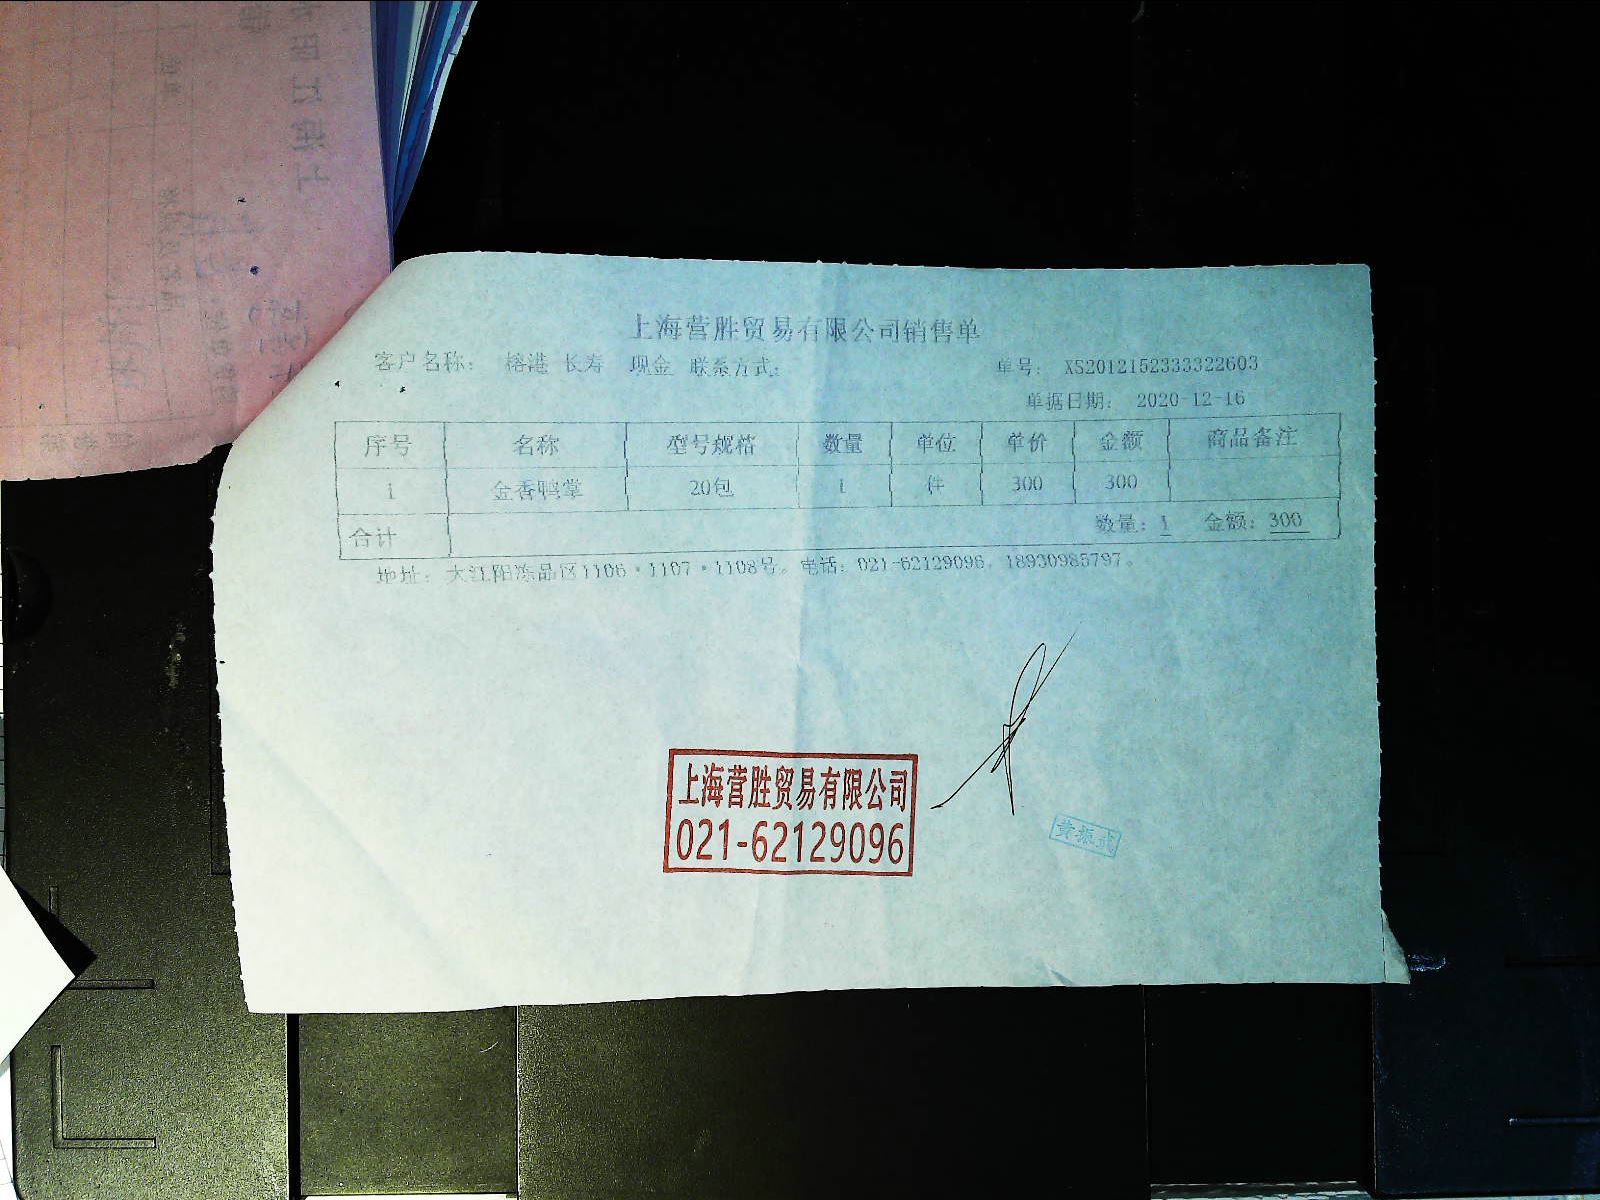 上海营胜贸易有限公司销售单
客户名称： 榕港 长寿 现金 联系方式： 单号： XS2012152333322603
单据日期： 2020-12-16
序号 名称 型号规格 数量 单位 单价 金额 商品备注
1 金香鸭掌 20包 1 件 300 300
合计 数量：1 金额：300
地址：大江阳冻品区1106·1107·1108号。电话：021-62129096，18930985797。
上海营胜贸易有限公司
021-62129096
黄振武